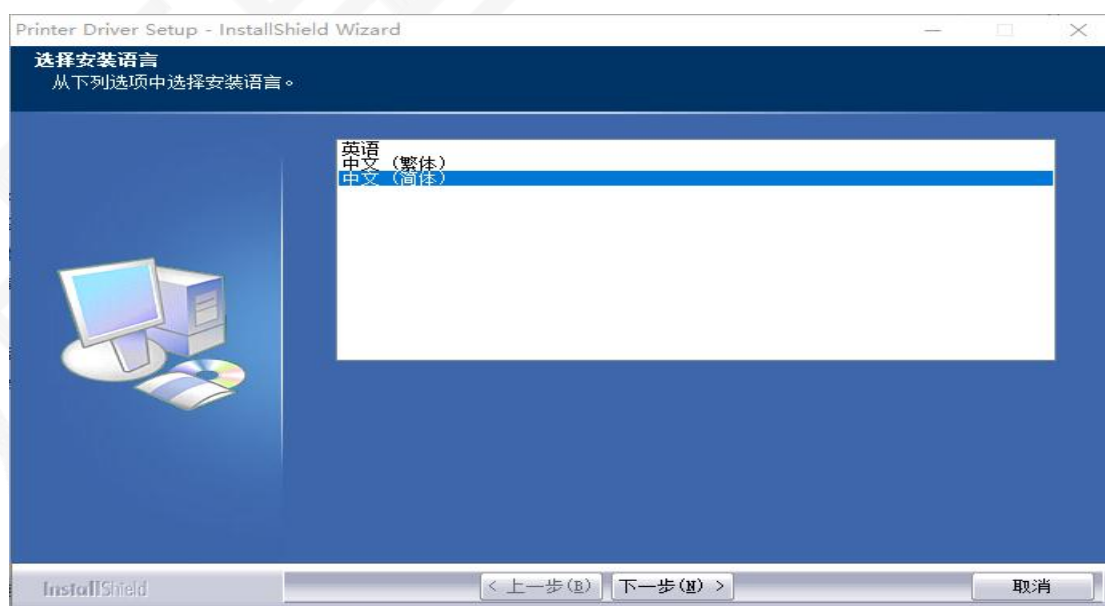 Printer Driver Setup - InstallShield Wizard
选择安装语言
从下列选项中选择安装语言。
英语
中文 (繁体)
中文 (简体)
InstallShield
< 上一步(B)
下一步(N) >
取消